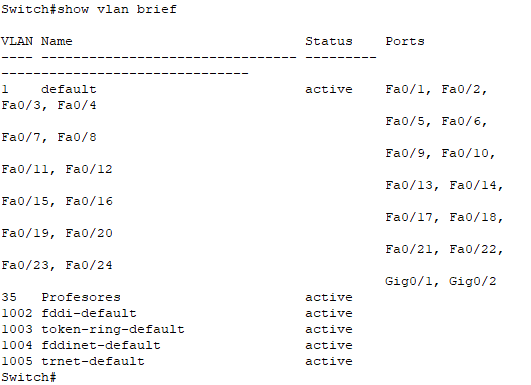 Switch#show vlan brief
VLAN Name                             Status    Ports
---- -------------------------------- ---------
-------------------------------
1    default                          active    Fa0/1, Fa0/2,
Fa0/3, Fa0/4
                                                Fa0/5, Fa0/6,
Fa0/7, Fa0/8
                                                Fa0/9, Fa0/10,
Fa0/11, Fa0/12
                                                Fa0/13, Fa0/14,
Fa0/15, Fa0/16
                                                Fa0/17, Fa0/18,
Fa0/19, Fa0/20
                                                Fa0/21, Fa0/22,
Fa0/23, Fa0/24
                                                Gig0/1, Gig0/2
35   Profesores                       active
1002 fddi-default                     active
1003 token-ring-default               active
1004 fddinet-default                  active
1005 trnet-default                    active
Switch#